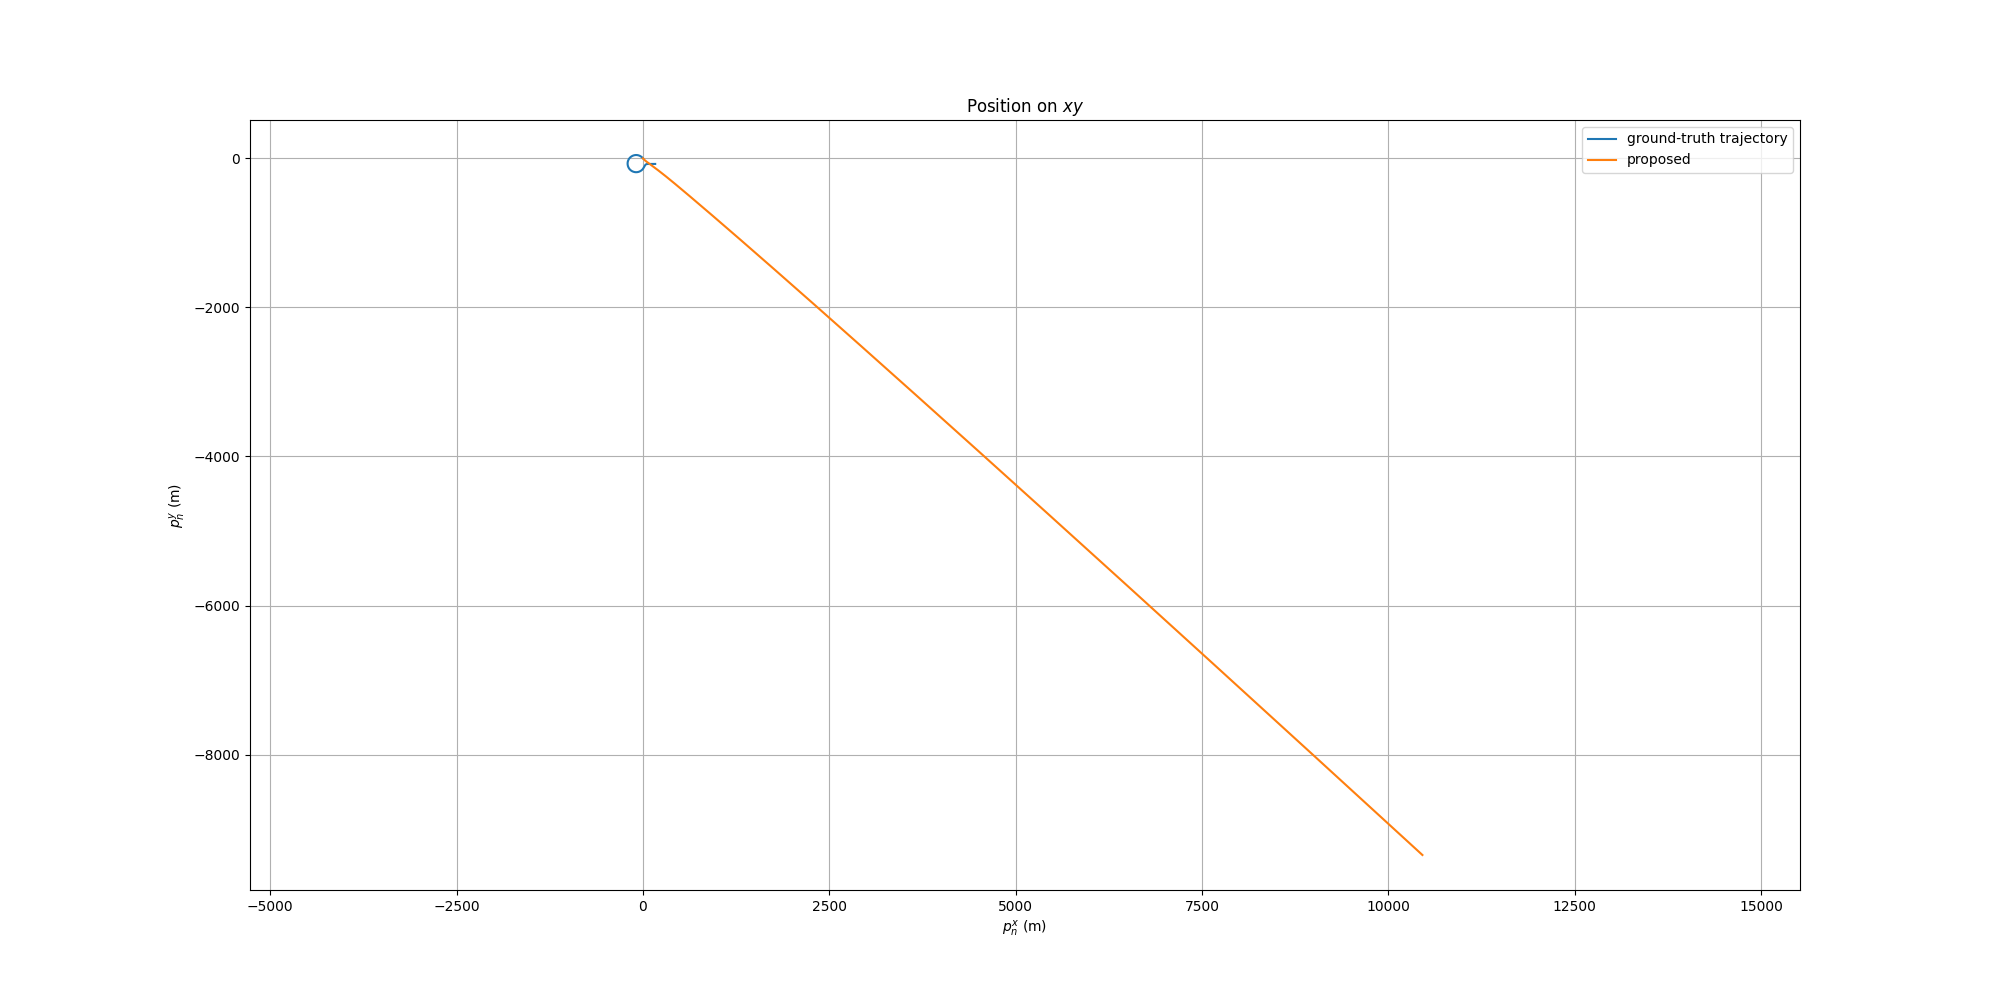 Position on xy
ground-truth trajectory
proposed
0
−2000
−4000
−6000
−8000
p_n^y (m)
−5000 −2500 0 2500 5000 7500 10000 12500 15000
p_n^x (m)